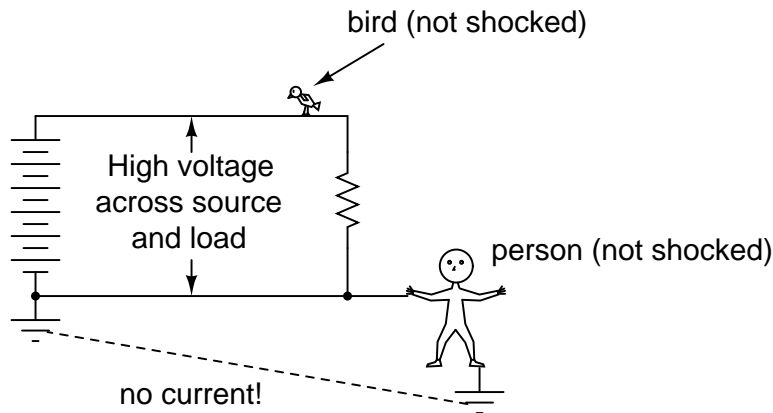 bird (not shocked)
High voltage
across source
and load
person (not shocked)
no current!